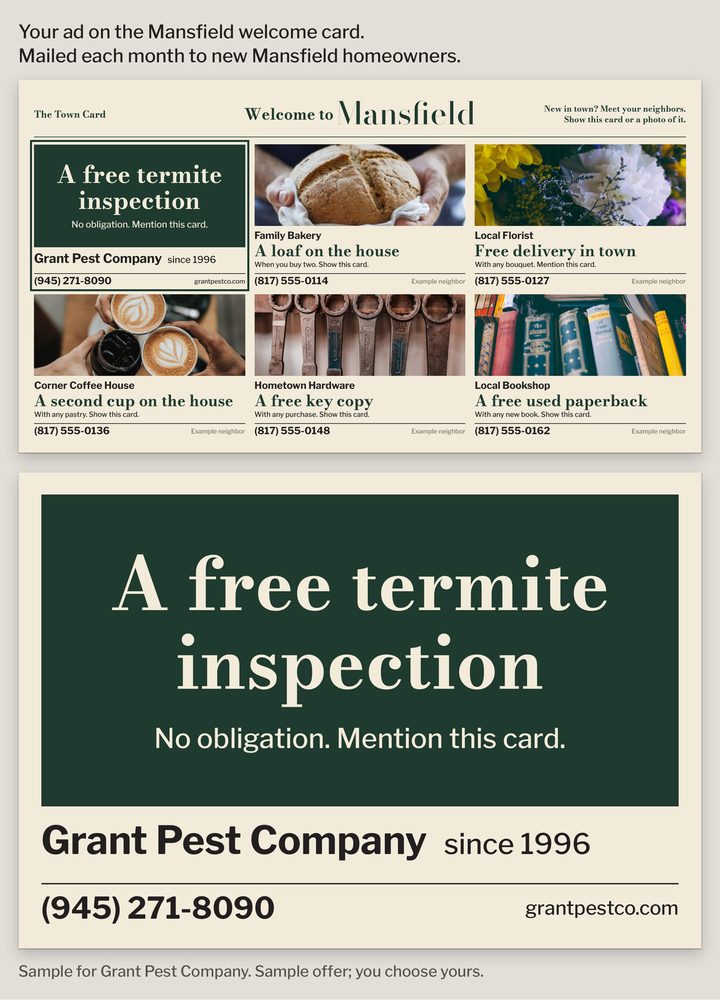 Your ad on the Mansfield welcome card.
Mailed each month to new Mansfield homeowners.
The Town Card
Welcome to Mansfield
New in town? Meet your neighbors.
Show this card or a photo of it.
A free termite
inspection
No obligation. Mention this card.
Grant Pest Company since 1996
(945) 271-8090
grantpestco.com
Family Bakery
A loaf on the house
When you buy two. Show this card.
(817) 555-0114
Example neighbor
Local Florist
Free delivery in town
With any bouquet. Mention this card.
(817) 555-0127
Example neighbor
Corner Coffee House
A second cup on the house
With any pastry. Show this card.
(817) 555-0136
Example neighbor
Hometown Hardware
A free key copy
With any purchase. Show this card.
(817) 555-0148
Example neighbor
Local Bookshop
A free used paperback
With any new book. Show this card.
(817) 555-0162
Example neighbor
A free termite
inspection
No obligation. Mention this card.
Grant Pest Company since 1996
(945) 271-8090
grantpestco.com
Sample for Grant Pest Company. Sample offer; you choose yours.